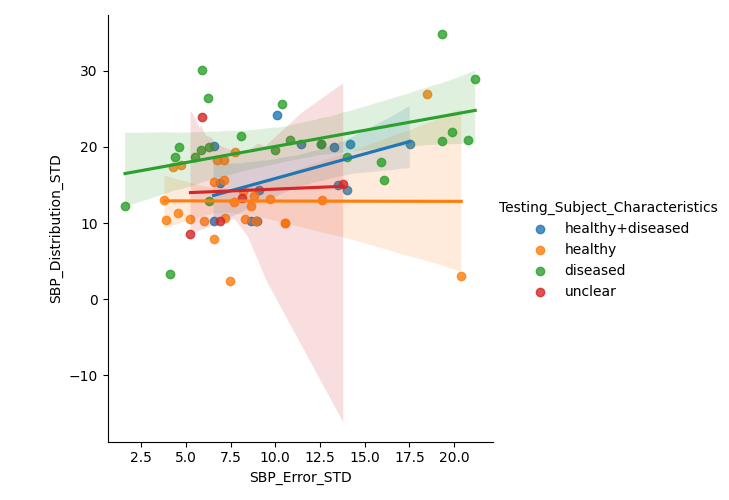 30
20
10
0
−10
SBP_Distribution_STD
2.5 5.0 7.5 10.0 12.5 15.0 17.5 20.0
SBP_Error_STD
Testing_Subject_Characteristics
healthy+diseased
healthy
diseased
unclear